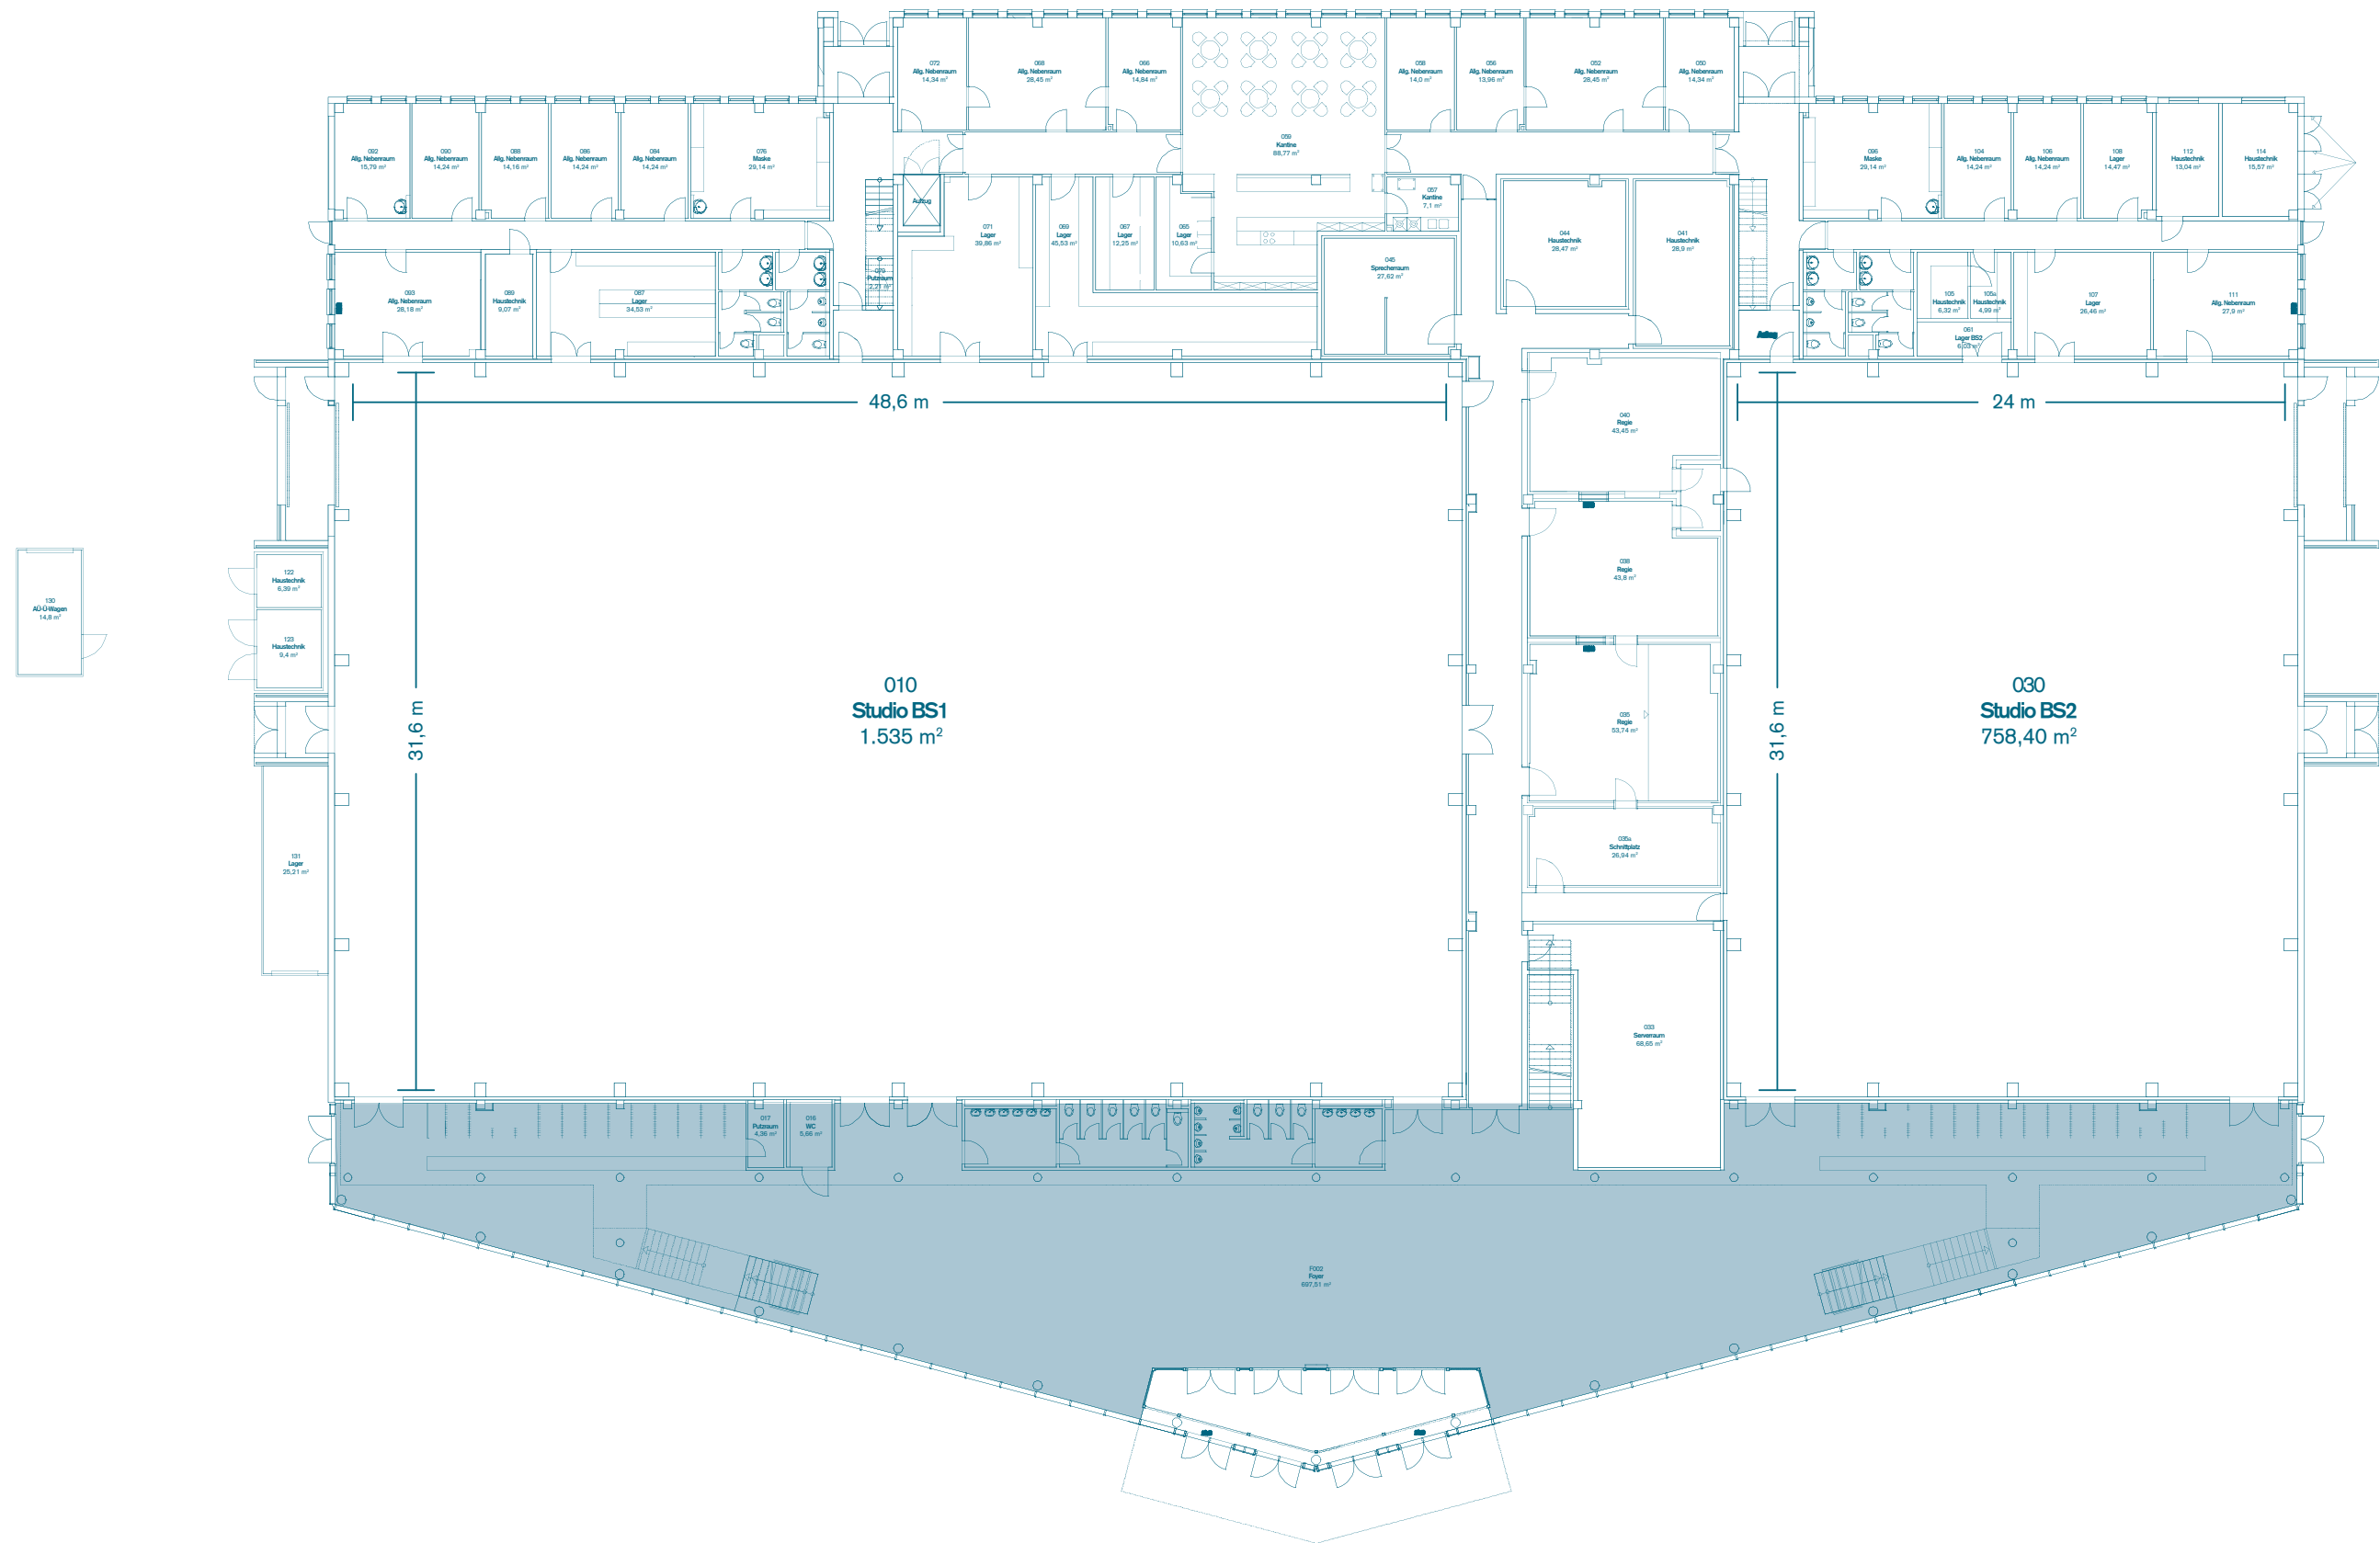 072
Allg. Nebenraum
14,34 m²
068
Allg. Nebenraum
28,45 m²
066
Allg. Nebenraum
14,84 m²
058
Allg. Nebenraum
14,0 m²
056
Allg. Nebenraum
13,96 m²
052
Allg. Nebenraum
28,45 m²
050
Allg. Nebenraum
14,34 m²
092
Allg. Nebenraum
15,79 m²
090
Allg. Nebenraum
14,24 m²
088
Allg. Nebenraum
14,16 m²
086
Allg. Nebenraum
14,24 m²
084
Allg. Nebenraum
14,24 m²
076
Maske
29,14 m²
059
Kantine
88,77 m²
096
Maske
29,14 m²
104
Allg. Nebenraum
14,24 m²
106
Allg. Nebenraum
14,24 m²
108
Lager
14,47 m²
112
Haustechnik
13,04 m²
114
Haustechnik
15,57 m²
Aufzug
057
Kantine
7,1 m²
071
Lager
39,86 m²
069
Lager
45,53 m²
067
Lager
12,25 m²
065
Lager
10,63 m²
044
Haustechnik
28,47 m²
041
Haustechnik
28,9 m²
045
Sprecherraum
27,62 m²
Putzraum
2,21 m²
093
Allg. Nebenraum
28,18 m²
089
Haustechnik
9,07 m²
087
Lager
34,53 m²
105
Haustechnik
6,32 m²
105a
Haustechnik
4,99 m²
107
Lager
26,46 m²
111
Allg. Nebenraum
27,9 m²
061
Lager BS2
6,03 m²
Aufzug
48,6 m
24 m
040
Regie
43,45 m²
038
Regie
43,8 m²
122
Haustechnik
6,39 m²
130
AÜ-Ü-Wagen
14,8 m²
123
Haustechnik
9,4 m²
010
Studio BS1
1.535 m²
31,6 m
035
Regie
53,74 m²
31,6 m
030
Studio BS2
758,40 m²
035a
Schnittplatz
26,94 m²
131
Lager
25,21 m²
033
Serverraum
68,65 m²
017
Putzraum
4,36 m²
016
WC
5,66 m²
F002
Foyer
697,51 m²